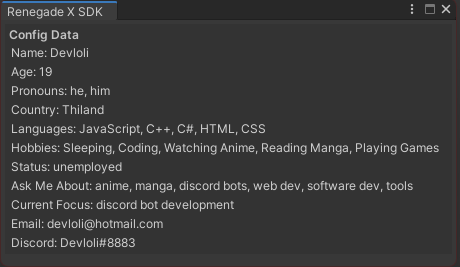 Renegade X SDK
Config Data
Name: Devloli
Age: 19
Pronouns: he, him
Country: Thiland
Languages: JavaScript, C++, C#, HTML, CSS
Hobbies: Sleeping, Coding, Watching Anime, Reading Manga, Playing Games
Status: unemployed
Ask Me About: anime, manga, discord bots, web dev, software dev, tools
Current Focus: discord bot development
Email: devloli@hotmail.com
Discord: Devloli#8883